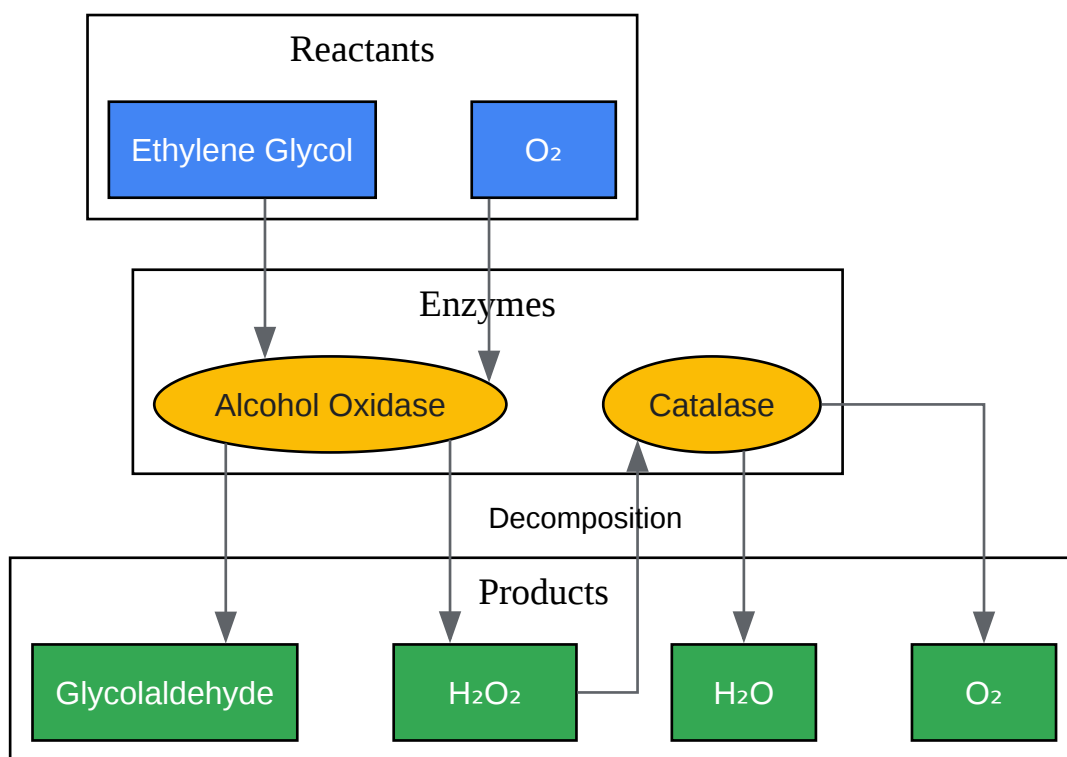 Reactants
Ethylene Glycol
O₂
Enzymes
Alcohol Oxidase
Catalase
Decomposition
Products
Glycolaldehyde
H₂O₂
H₂O
O₂